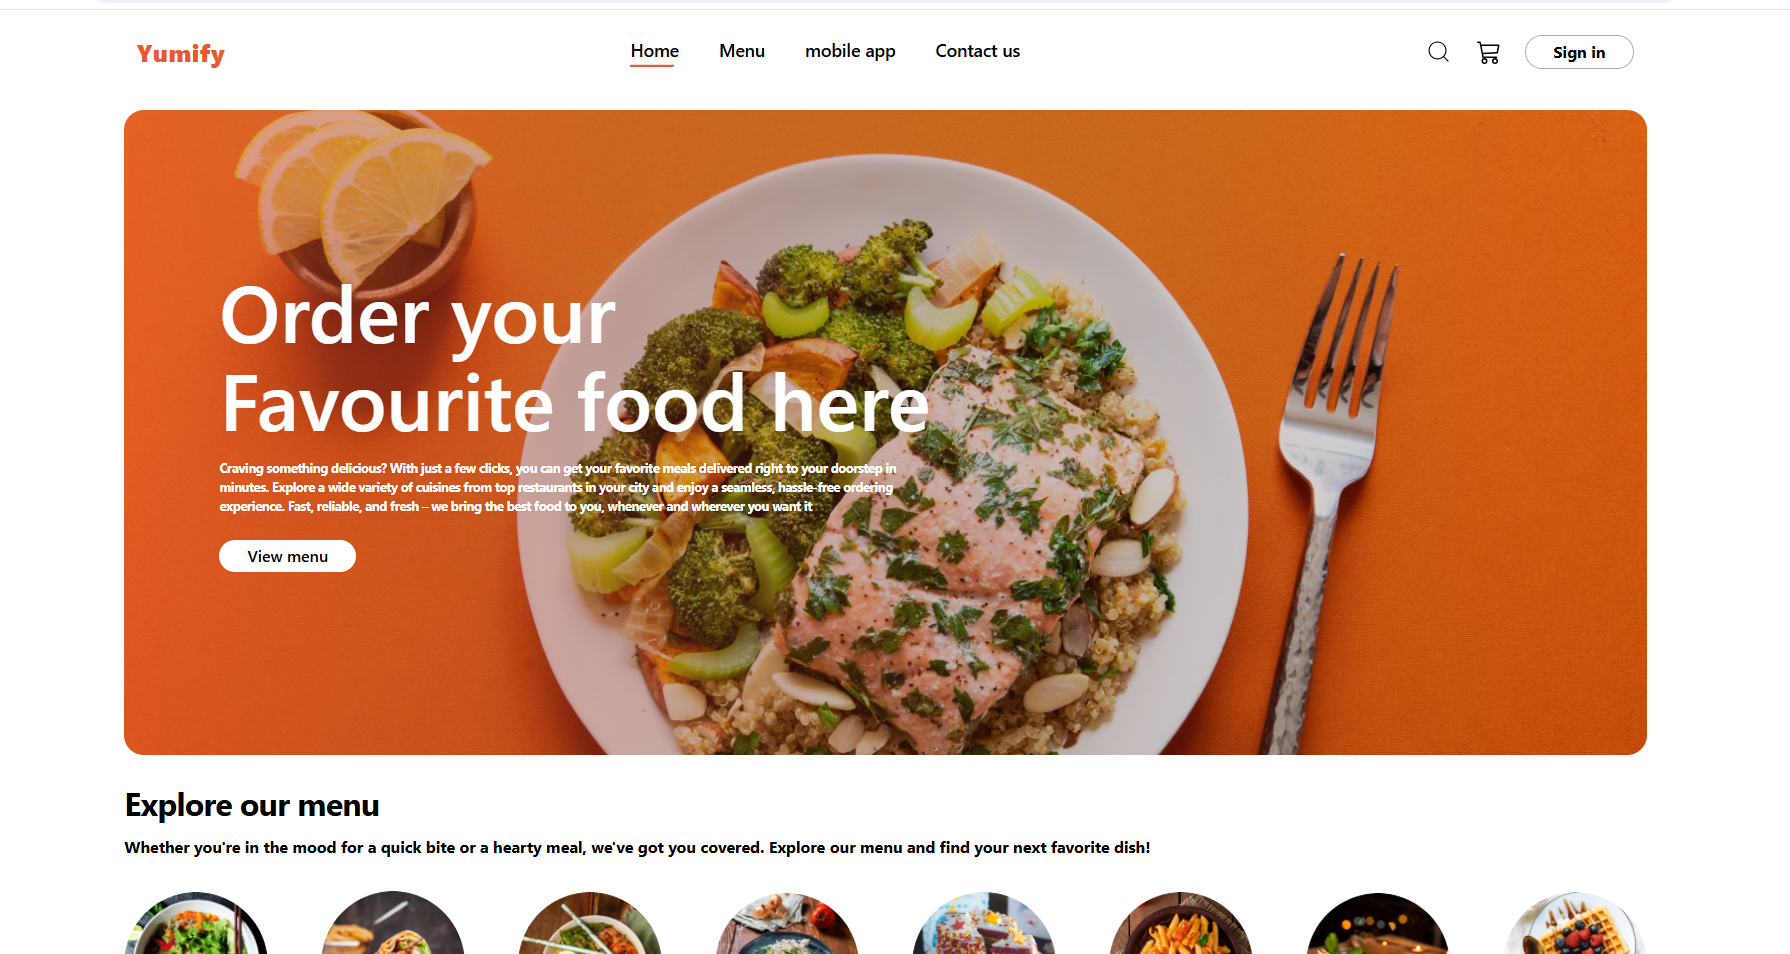 Yumify
Home
Menu
mobile app
Contact us
Sign in
Order your
Favourite food here
Craving something delicious? With just a few clicks, you can get your favorite meals delivered right to your doorstep in
minutes. Explore a wide variety of cuisines from top restaurants in your city and enjoy a seamless, hassle-free ordering
experience. Fast, reliable, and fresh – we bring the best food to you, whenever and wherever you want it
View menu
Explore our menu
Whether you're in the mood for a quick bite or a hearty meal, we've got you covered. Explore our menu and find your next favorite dish!